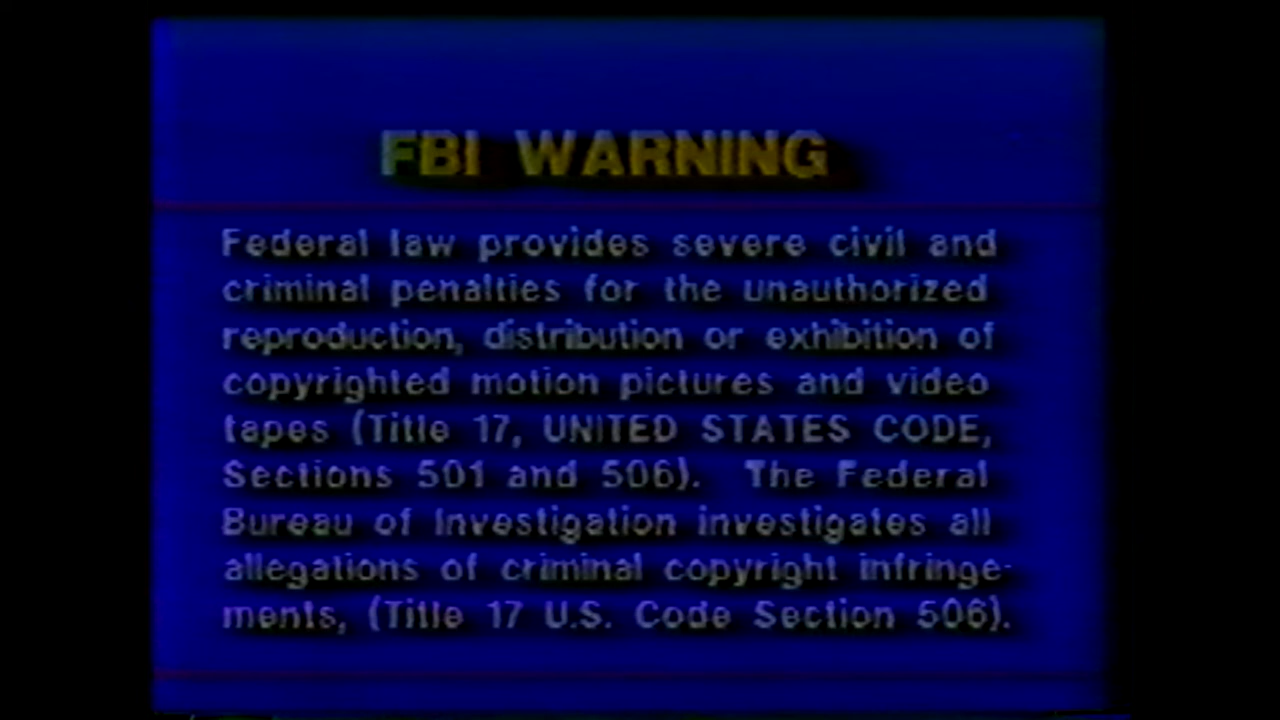 FBI WARNING
Federal law provides severe civil and
criminal penalties for the unauthorized
reproduction, distribution or exhibition of
copyrighted motion pictures and video
tapes (Title 17, UNITED STATES CODE,
Sections 501 and 506). The Federal
Bureau of Investigation investigates all
allegations of criminal copyright infringe-
ments, (Title 17 U.S. Code Section 506).